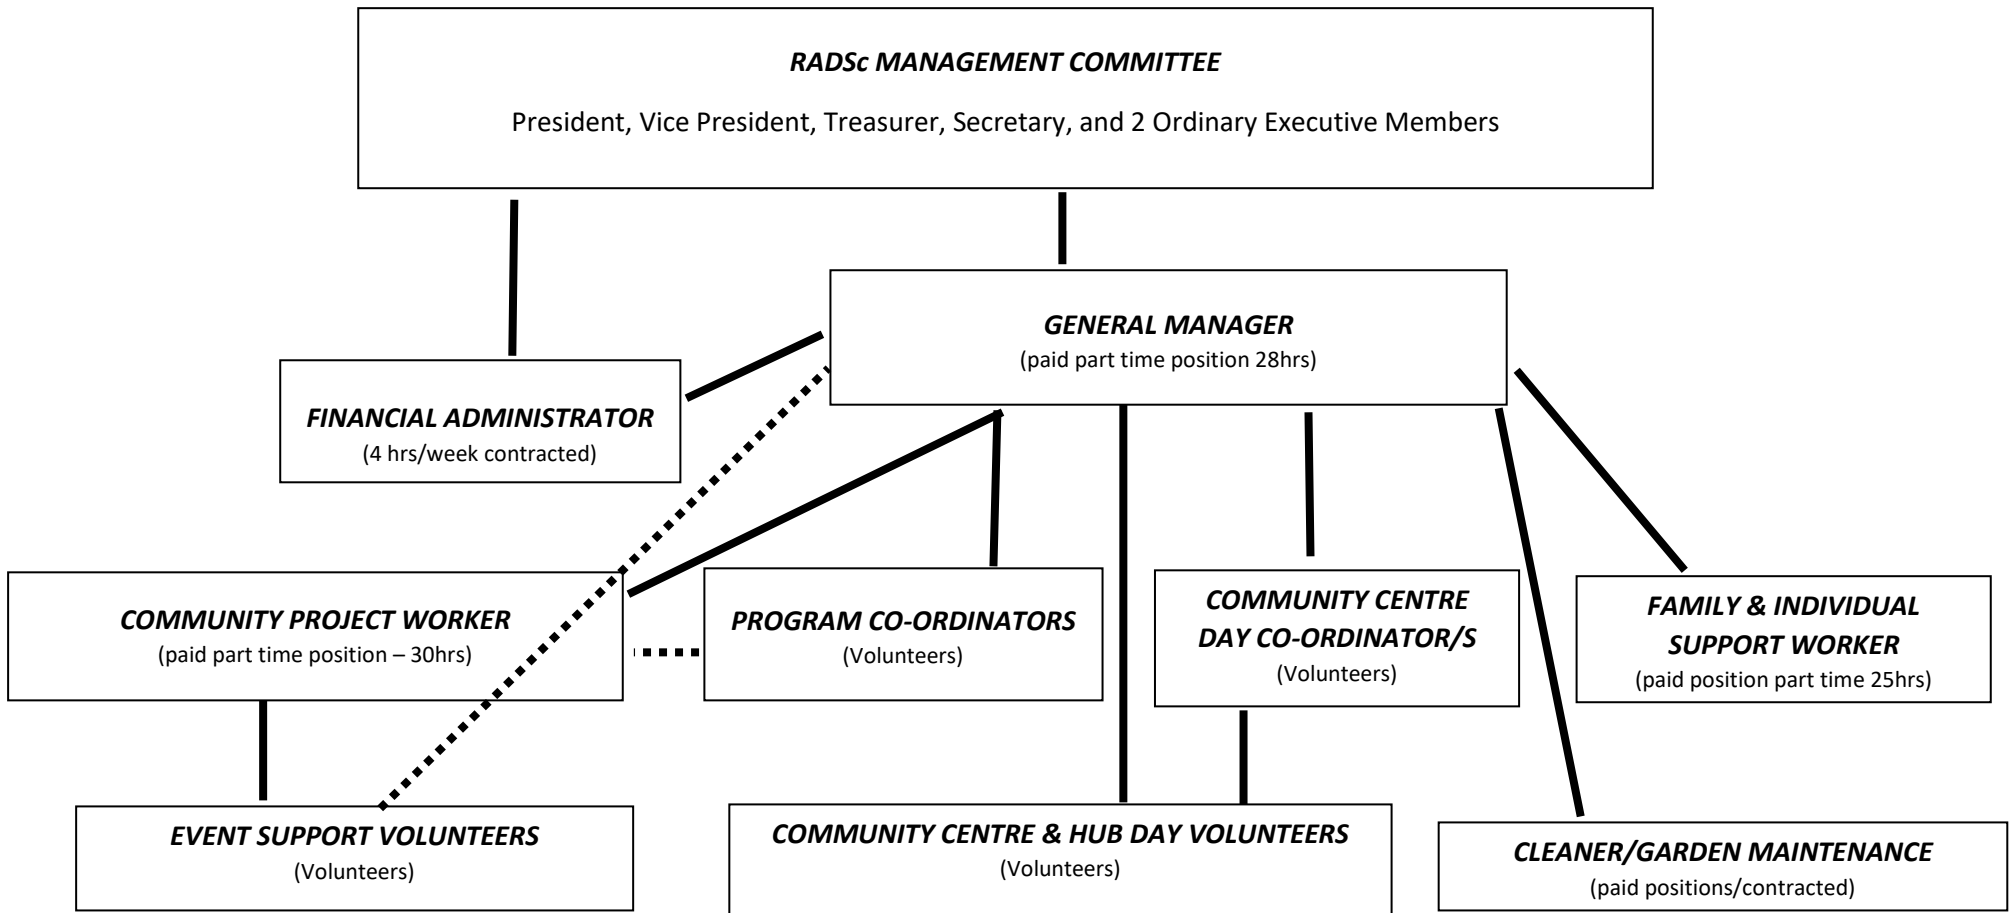 RADSc MANAGEMENT COMMITTEE
President, Vice President, Treasurer, Secretary, and 2 Ordinary Executive Members
GENERAL MANAGER
(paid part time position 28hrs)
FINANCIAL ADMINISTRATOR
(4 hrs/week contracted)
COMMUNITY PROJECT WORKER
(paid part time position – 30hrs)
PROGRAM CO-ORDINATORS
(Volunteers)
COMMUNITY CENTRE
DAY CO-ORDINATOR/S
(Volunteers)
FAMILY & INDIVIDUAL
SUPPORT WORKER
(paid position part time 25hrs)
EVENT SUPPORT VOLUNTEERS
(Volunteers)
COMMUNITY CENTRE & HUB DAY VOLUNTEERS
(Volunteers)
CLEANER/GARDEN MAINTENANCE
(paid positions/contracted)